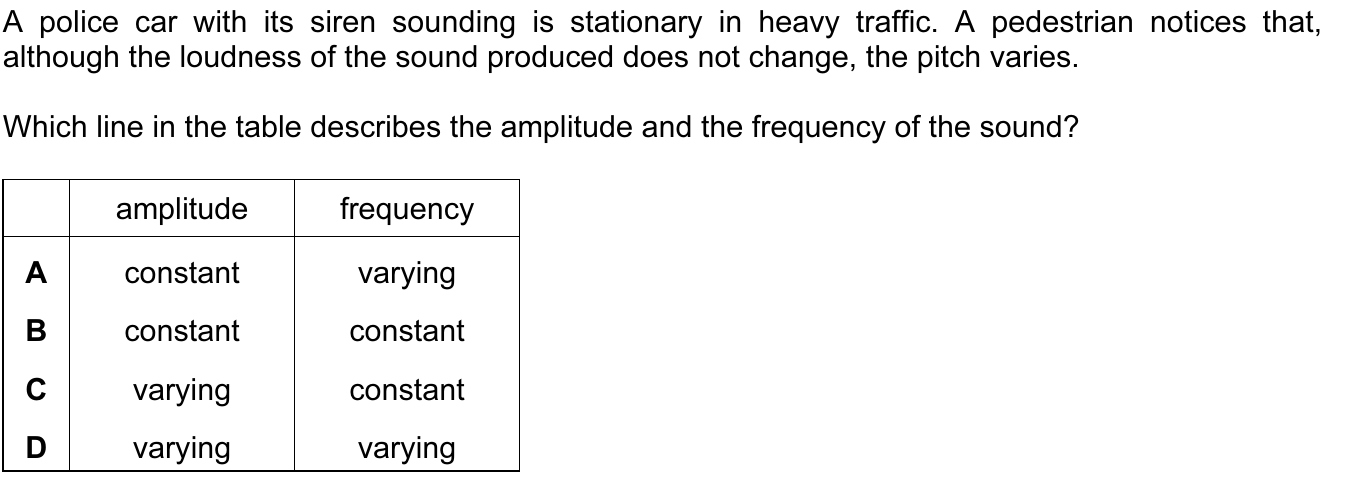 A police car with its siren sounding is stationary in heavy traffic. A pedestrian notices that,
although the loudness of the sound produced does not change, the pitch varies.
Which line in the table describes the amplitude and the frequency of the sound?
amplitude frequency
A constant varying
B constant constant
C varying constant
D varying varying